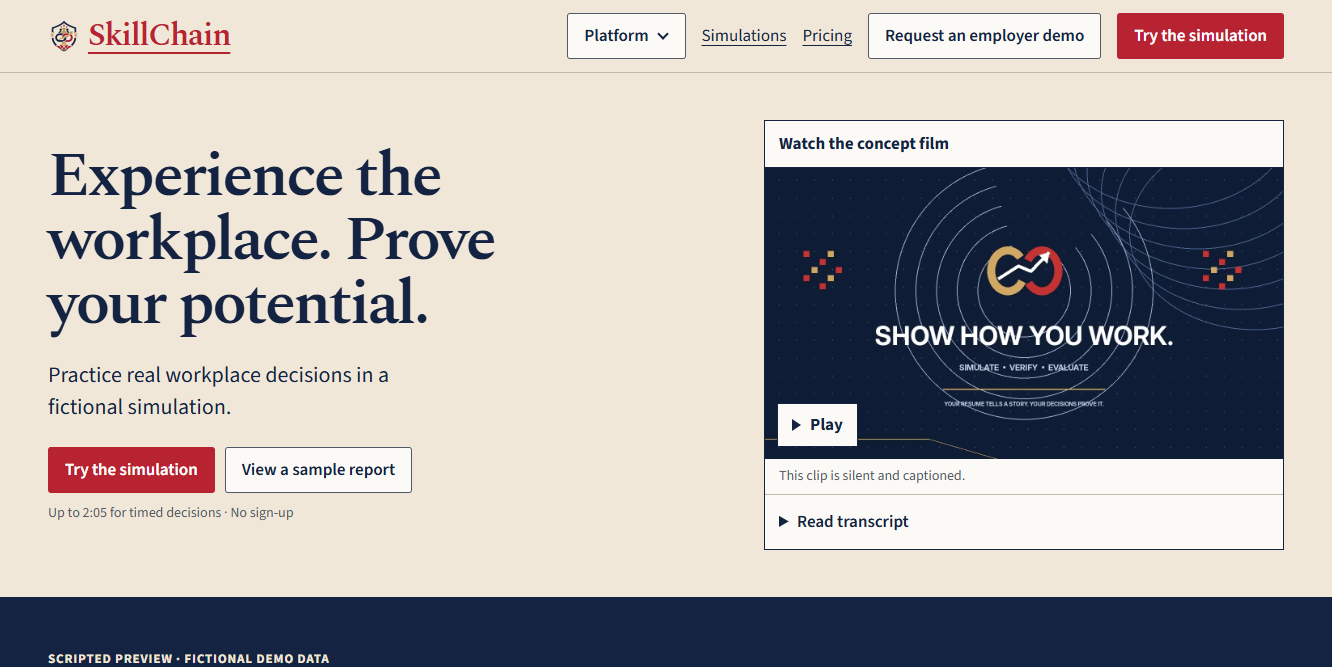 SkillChain
Platform
Simulations
Pricing
Request an employer demo
Try the simulation
Experience the
workplace. Prove
your potential.
Practice real workplace decisions in a
fictional simulation.
Try the simulation
View a sample report
Up to 2:05 for timed decisions · No sign-up
Watch the concept film
SHOW HOW YOU WORK.
SIMULATE • VERIFY • EVALUATE
YOUR RESUME TELLS A STORY. YOUR DECISIONS PROVE IT.
Play
This clip is silent and captioned.
Read transcript
SCRIPTED PREVIEW · FICTIONAL DEMO DATA